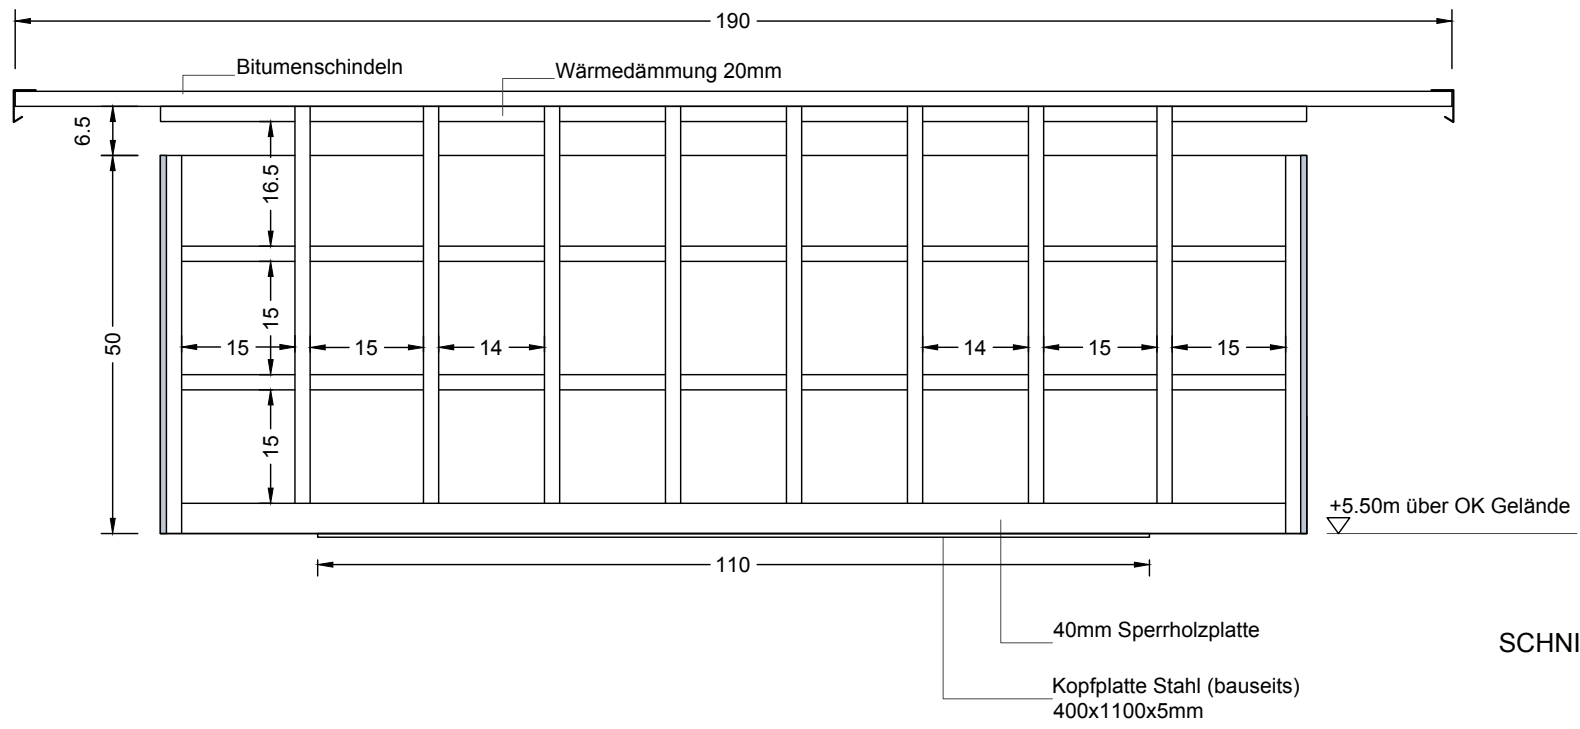 190
Bitumenschindeln
Wärmedämmung 20mm
6.5
16.5
50
15
15
15
14
14
15
15
15
+5.50m über OK Gelände
110
40mm Sperrholzplatte
SCHNI
Kopfplatte Stahl (bauseits)
400x1100x5mm